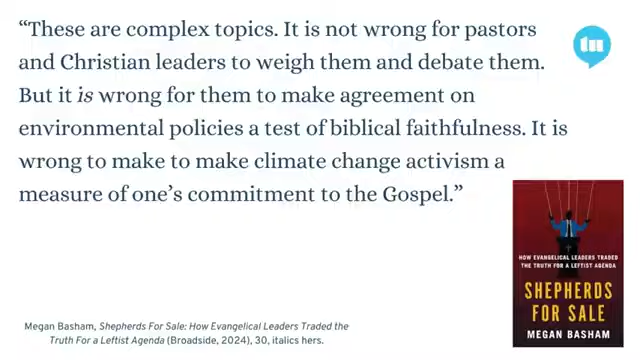 “These are complex topics. It is not wrong for pastors
and Christian leaders to weigh them and debate them.
But it is wrong for them to make agreement on
environmental policies a test of biblical faithfulness. It is
wrong to make to make climate change activism a
measure of one’s commitment to the Gospel.”
HOW EVANGELICAL LEADERS TRADED
THE TRUTH FOR A LEFTIST AGENDA
SHEPHERDS
FOR SALE
MEGAN BASHAM
Megan Basham, Shepherds For Sale: How Evangelical Leaders Traded the
Truth For a Leftist Agenda (Broadside, 2024), 30, italics hers.